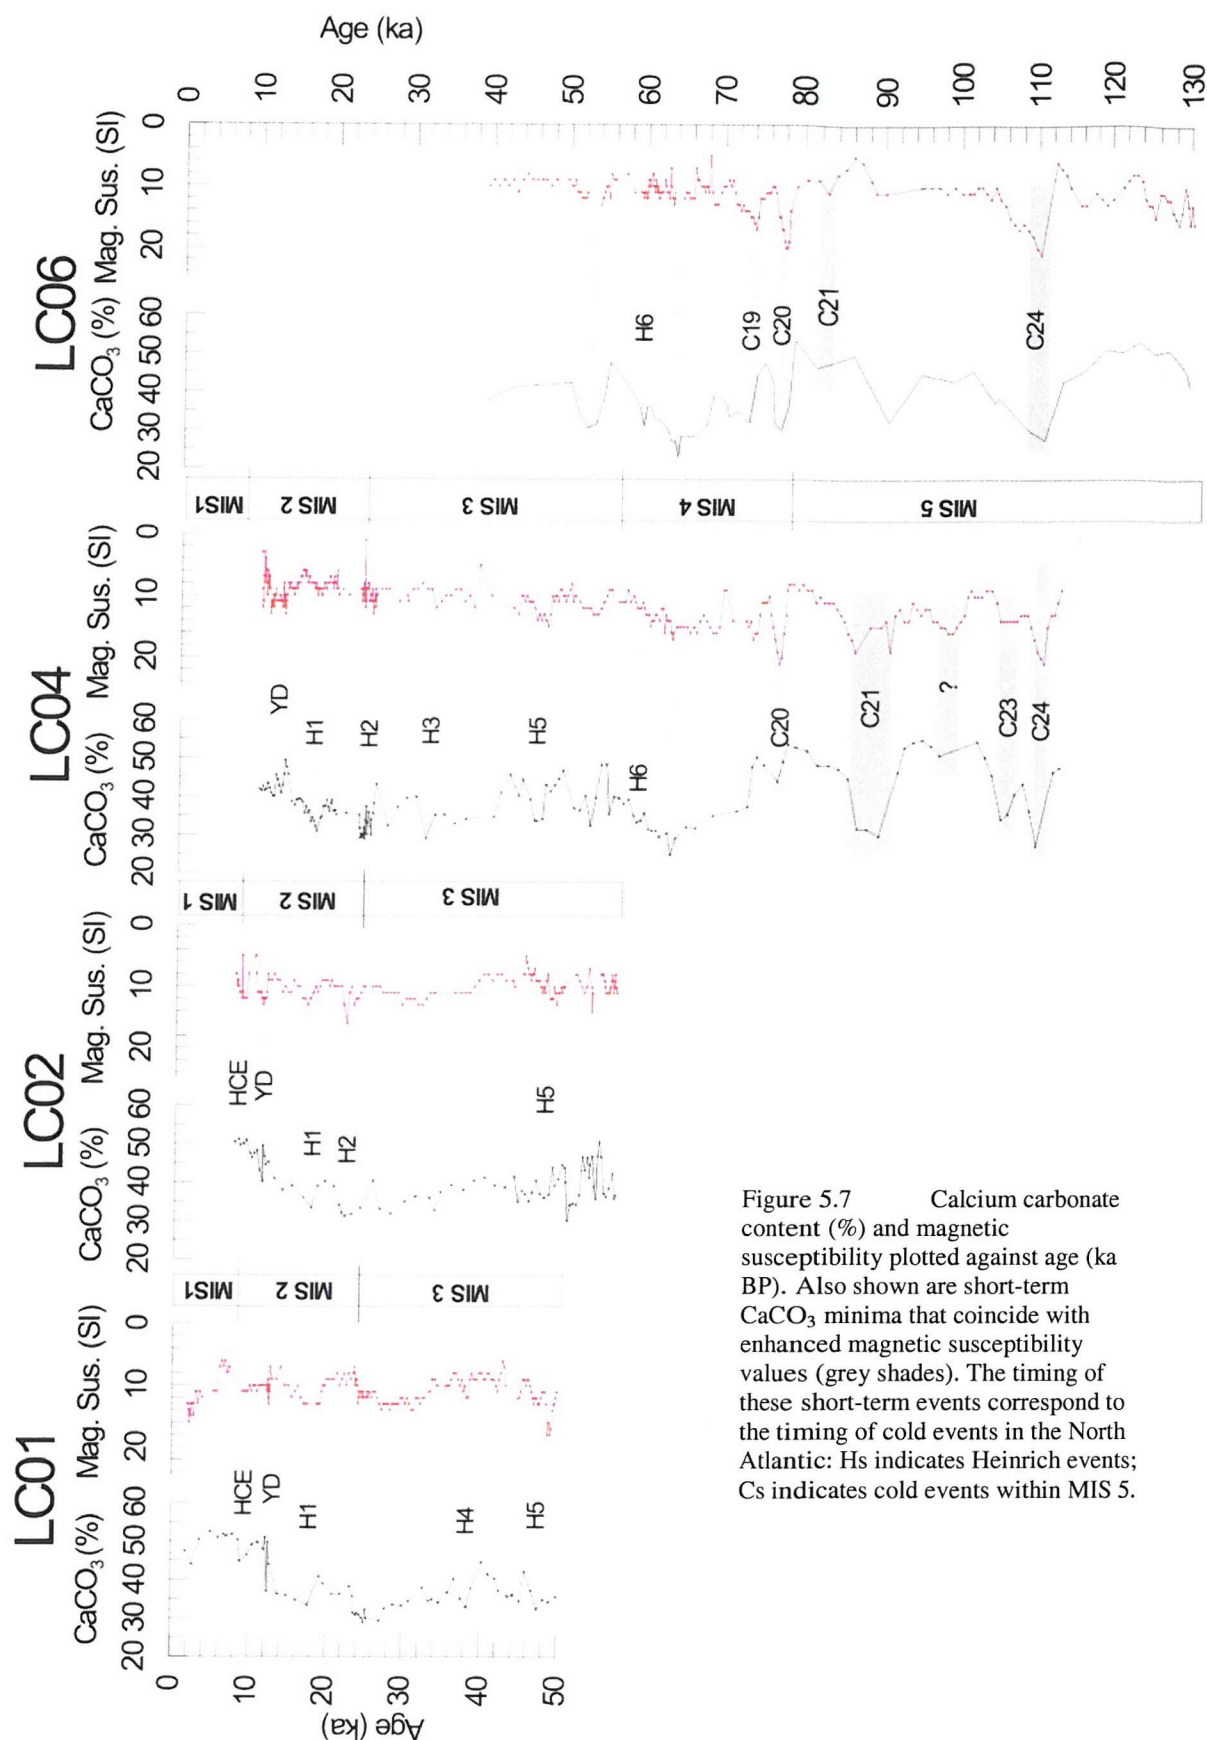 Age (ka)
0 10 20 30 40 50 60 70 80 90 100 110 120 130
LC06
CaCO3 (%) Mag. Sus. (SI)
20 30 40 50 60 20 10 0
H6
C19
C20
C21
C24
MIS1 MIS 2 MIS 3 MIS 4 MIS 5
LC04
CaCO3 (%) Mag. Sus. (SI)
20 30 40 50 60 20 10 0
YD
H1
H2
H3
H5
H6
C20
C21
?
C23
C24
MIS 1 MIS 2 MIS 3
LC02
CaCO3 (%) Mag. Sus. (SI)
20 30 40 50 60 20 10 0
HCE
YD
H1
H2
H5
MIS1 MIS 2 MIS 3
LC01
CaCO3 (%) Mag. Sus. (SI)
20 30 40 50 60 20 10 0
HCE
YD
H1
H4
H5
0 10 20 30 40 50
Age (ka)
Figure 5.7 Calcium carbonate
content (%) and magnetic
susceptibility plotted against age (ka
BP). Also shown are short-term
CaCO3 minima that coincide with
enhanced magnetic susceptibility
values (grey shades). The timing of
these short-term events correspond to
the timing of cold events in the North
Atlantic: Hs indicates Heinrich events;
Cs indicates cold events within MIS 5.